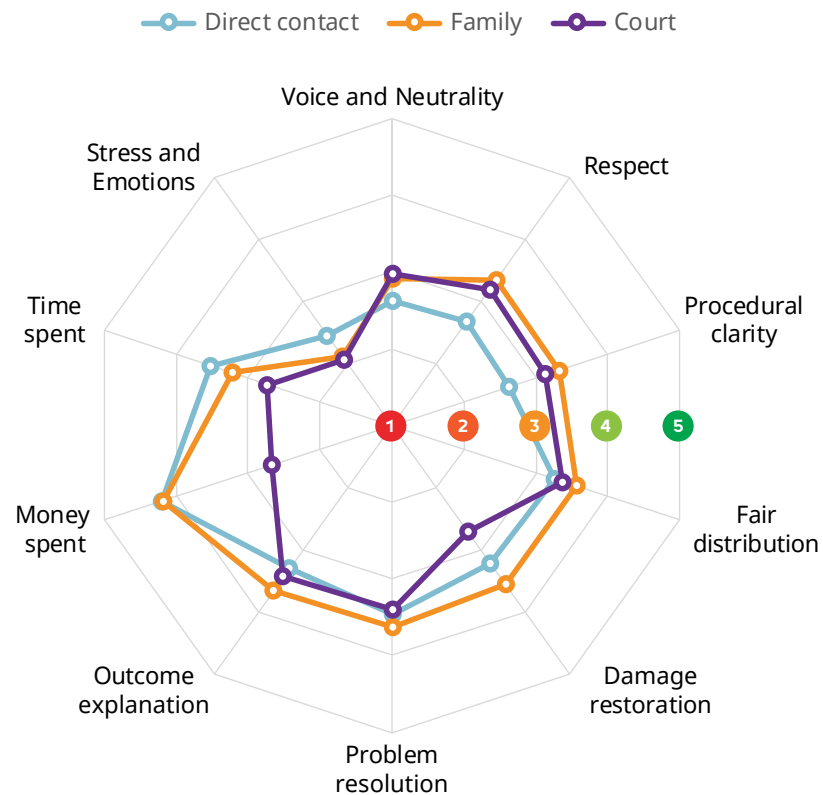 Direct contact Family Court
Voice and Neutrality
Stress and
Emotions
Respect
Time
spent
Procedural
clarity
1 2 3 4 5
Money
spent
Fair
distribution
Outcome
explanation
Damage
restoration
Problem
resolution